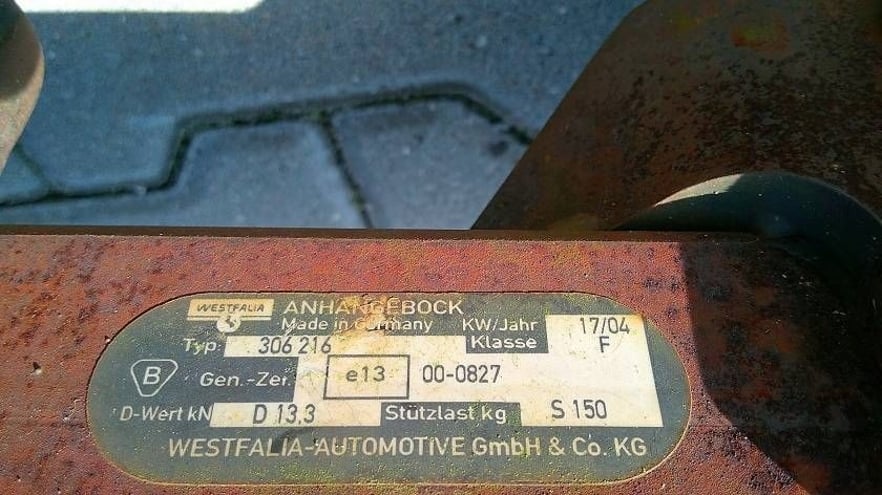 WESTFALIA ANHÄNGEBOCK
Made in Germany KW/Jahr 17/04
Typ 306 216 Klasse F
B Gen.-Zei. e13 00-0827
D-Wert kN D 13,3 Stützlast kg S 150
WESTFALIA-AUTOMOTIVE GmbH & Co. KG